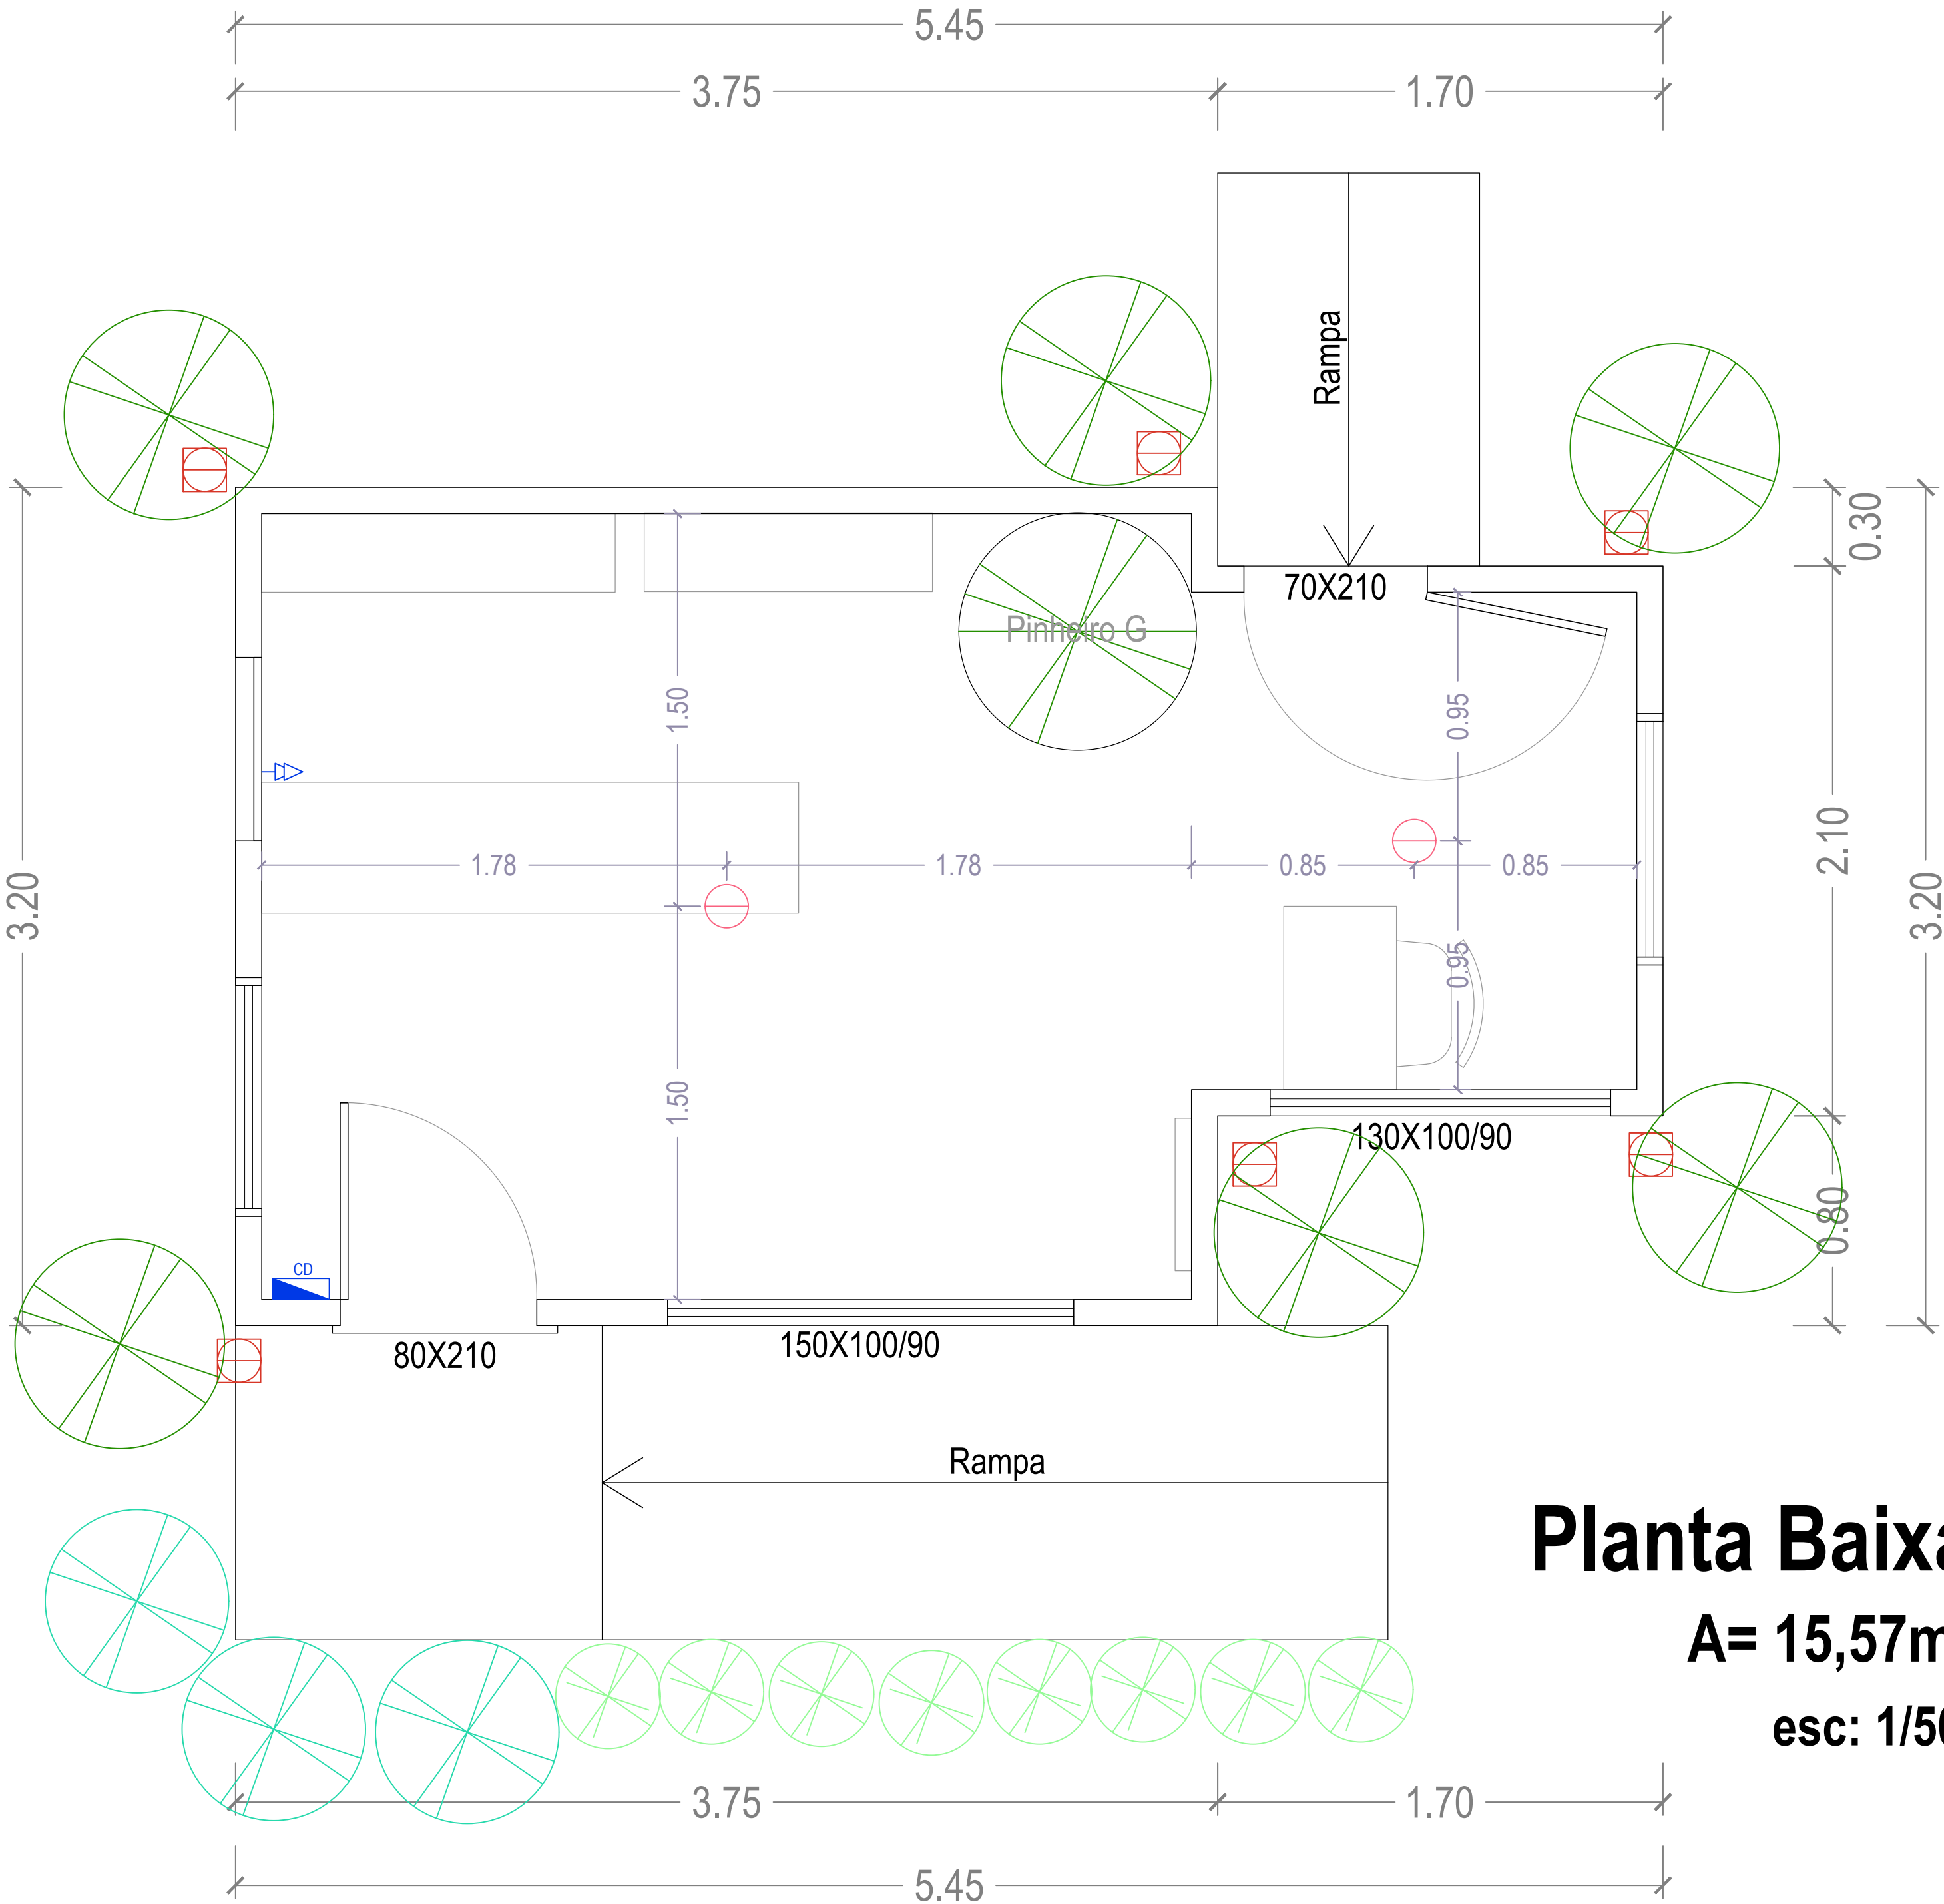 5.45
3.75 1.70
Rampa
0.30
70X210
Pinheiro G
1.50
0.95
2.10
1.78 1.78 0.85 0.85
3.20
3.20
0.95
1.50
130X100/90
0.80
CD
80X210
150X100/90
Rampa
Planta Baixa
A= 15,57m
esc: 1/50
3.75 1.70
5.45